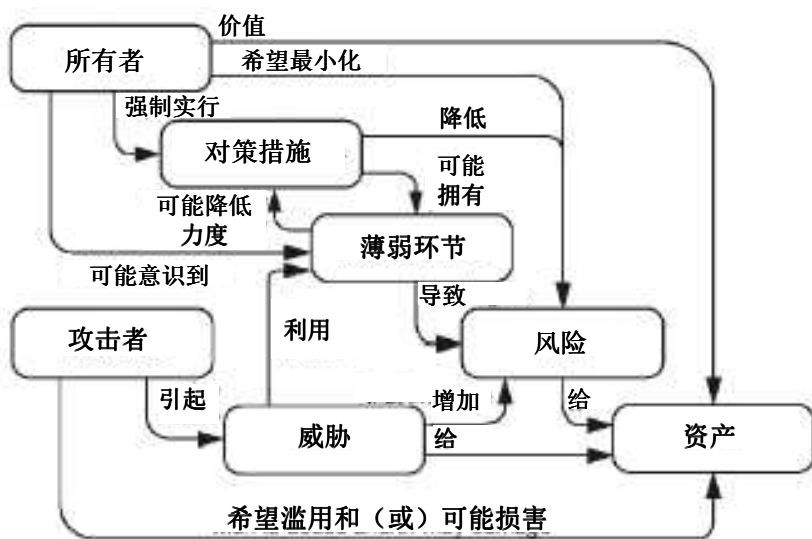 价值
所有者
希望最小化
强制实行
降低
对策措施
可能
拥有
可能降低
力度
薄弱环节
可能意识到
导致
攻击者
利用
风险
引起
增加
给
威胁
给
资产
希望滥用和（或）可能损害